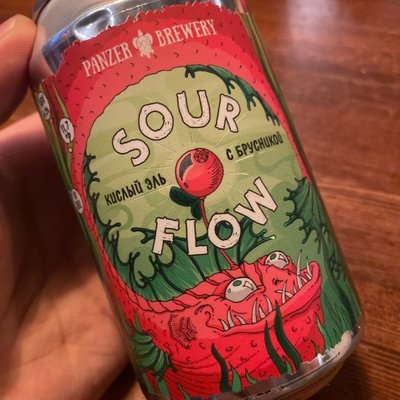 PANZER BREWERY
SOUR
КИСЛЫЙ ЭЛЬ С БРУСНИКОЙ
FLOW